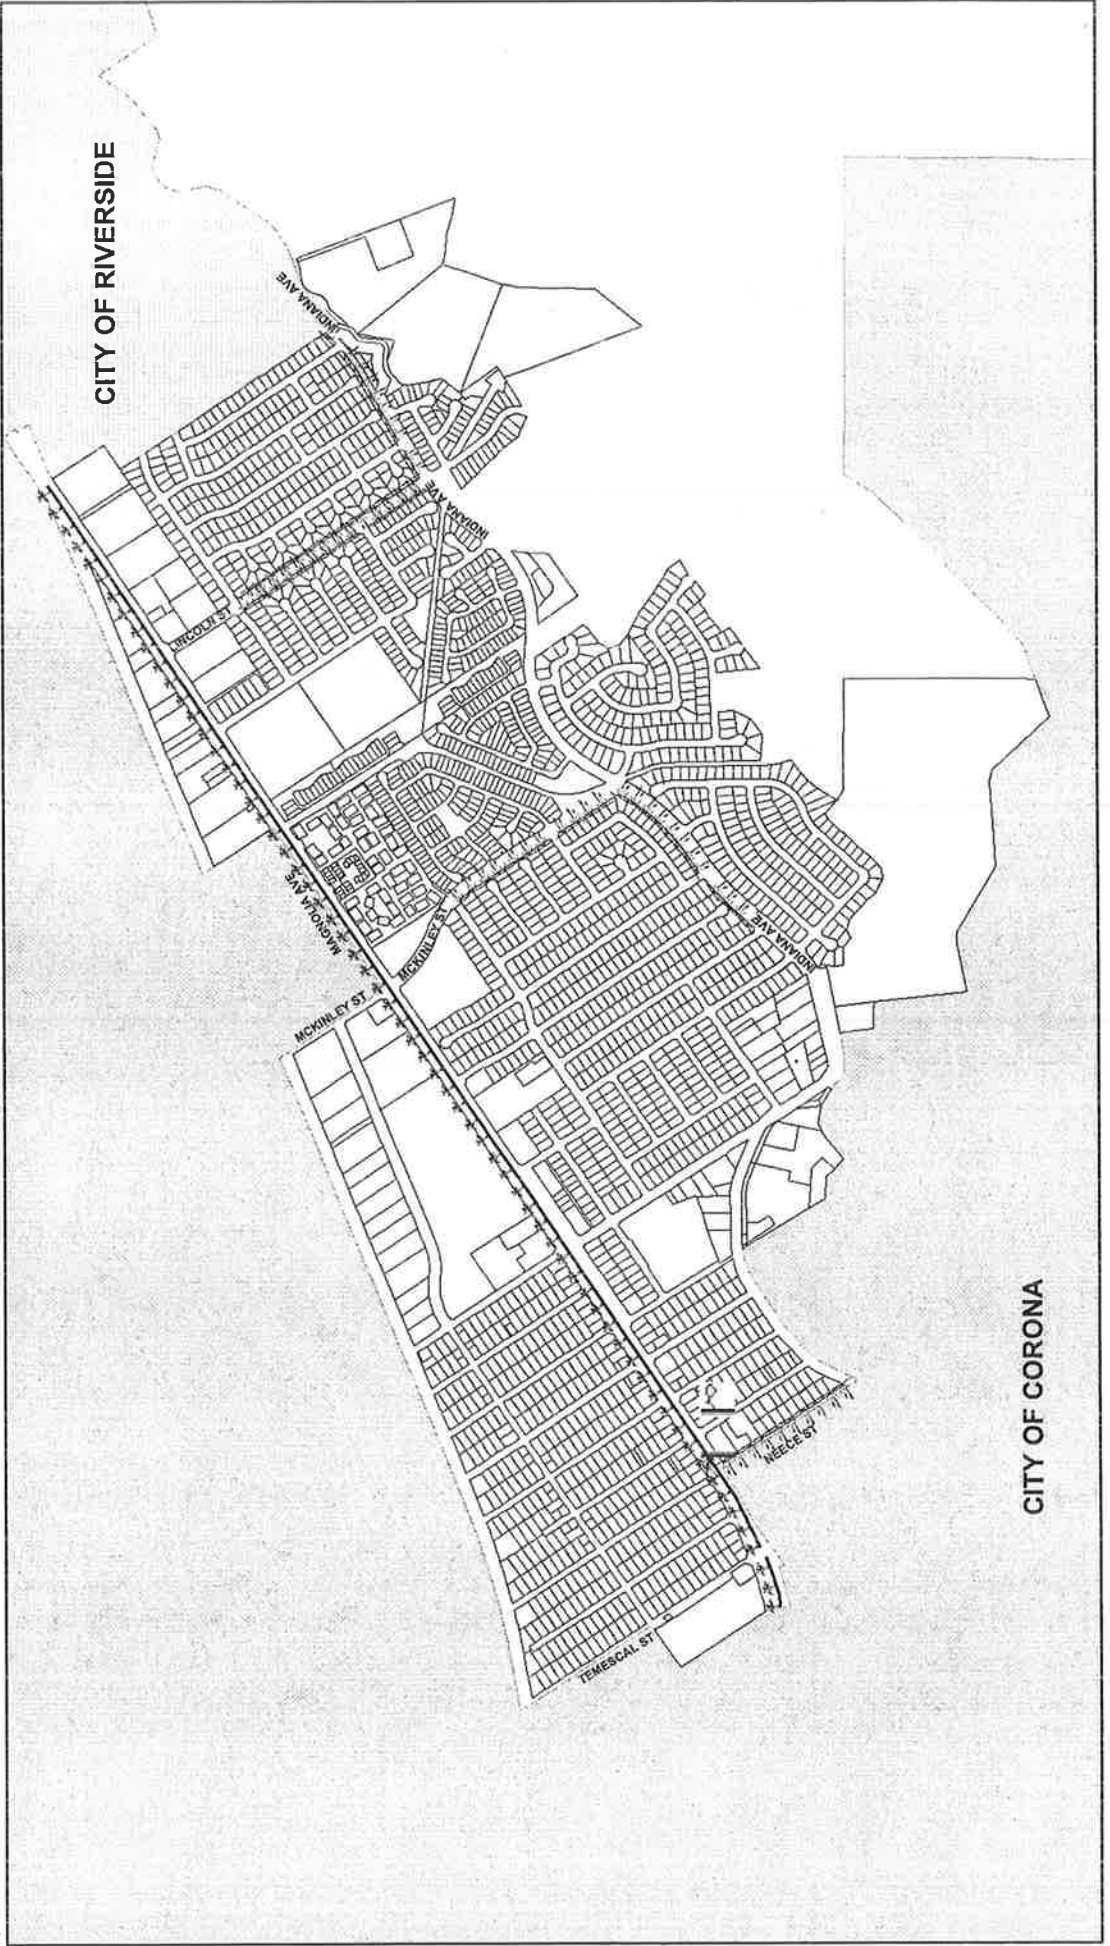 CITY OF RIVERSIDE
INDIANA AVE
INDIANA AVE
LINCOLN ST
MAGNOLIA AVE
MCKINLEY ST
MCKINLEY ST
INDIANA AVE
NEECE ST
TEMESCAL ST
CITY OF CORONA